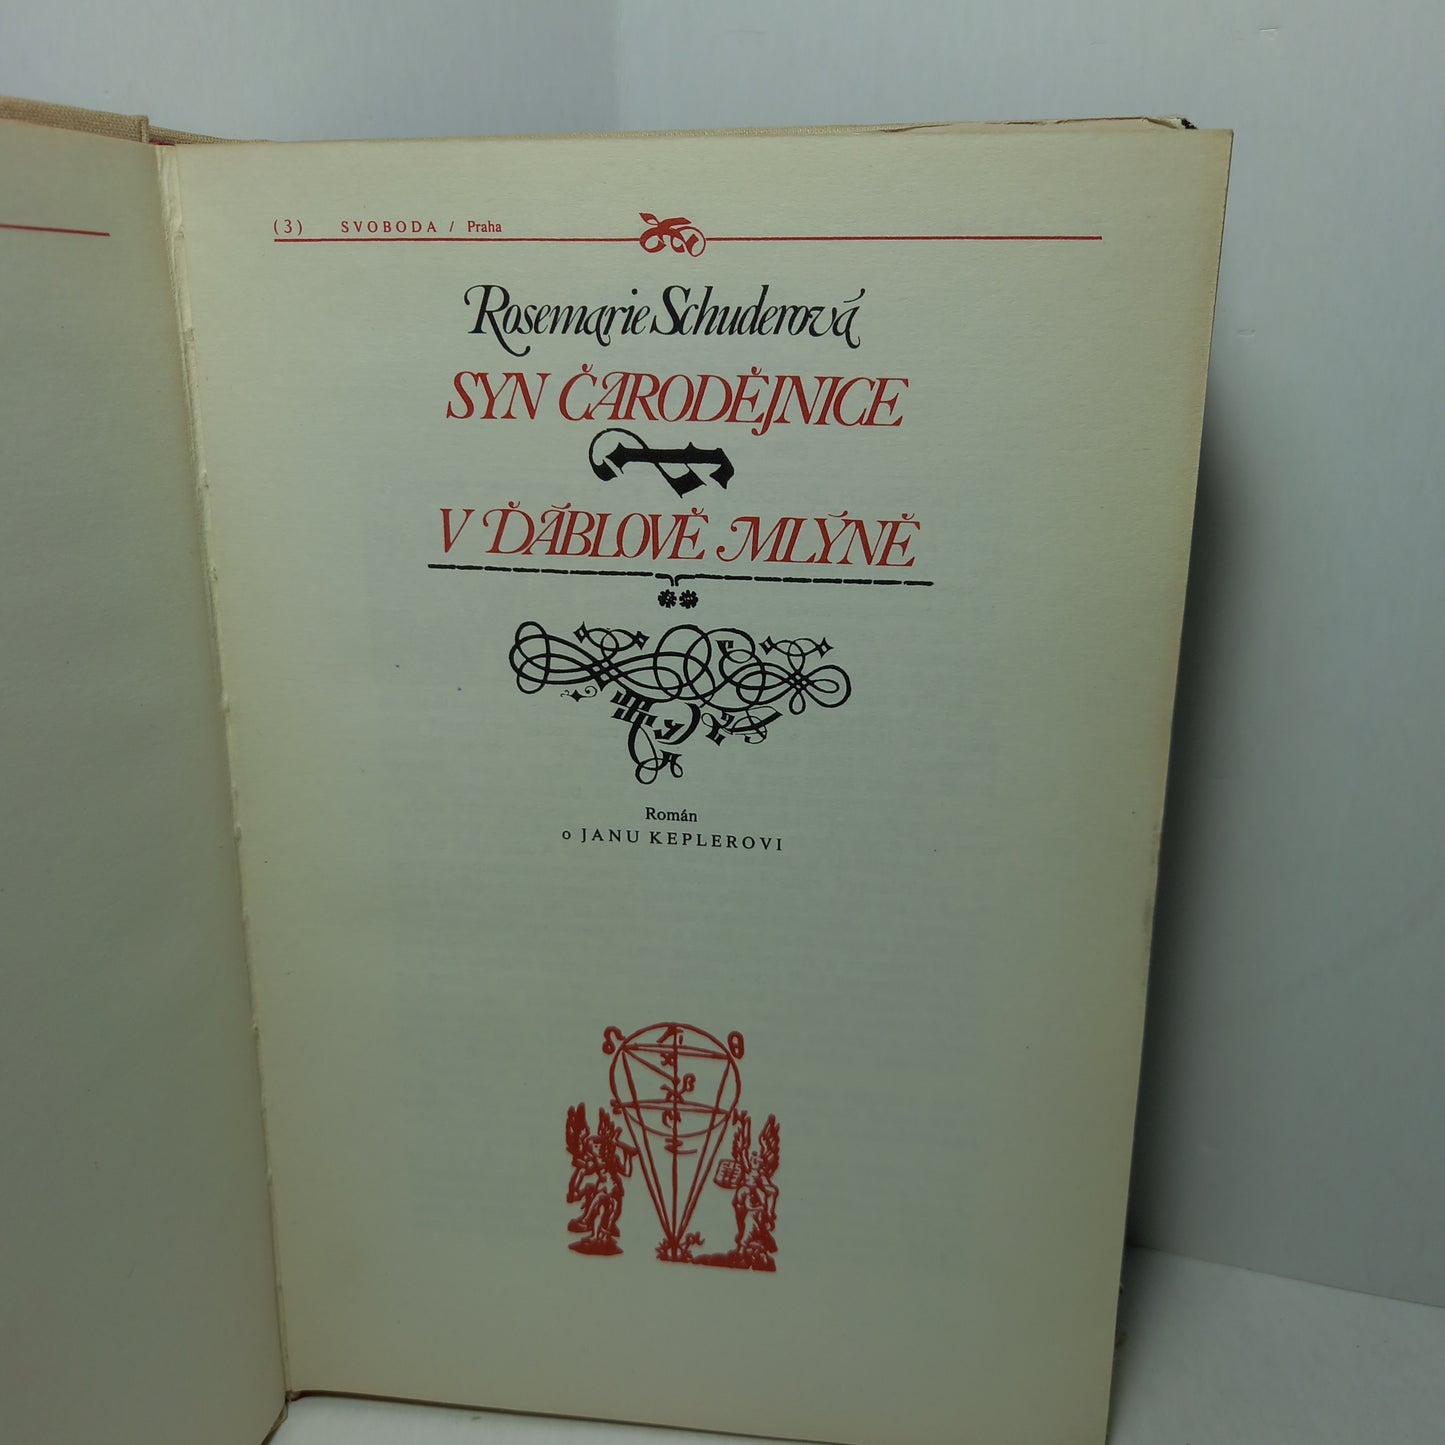 (3) SVOBODA / Praha
Rosemarie Schuderová
SYN ČARODĚJNICE
V ĎÁBLOVĚ MLÝNĚ
**
Román
o JANU KEPLEROVI